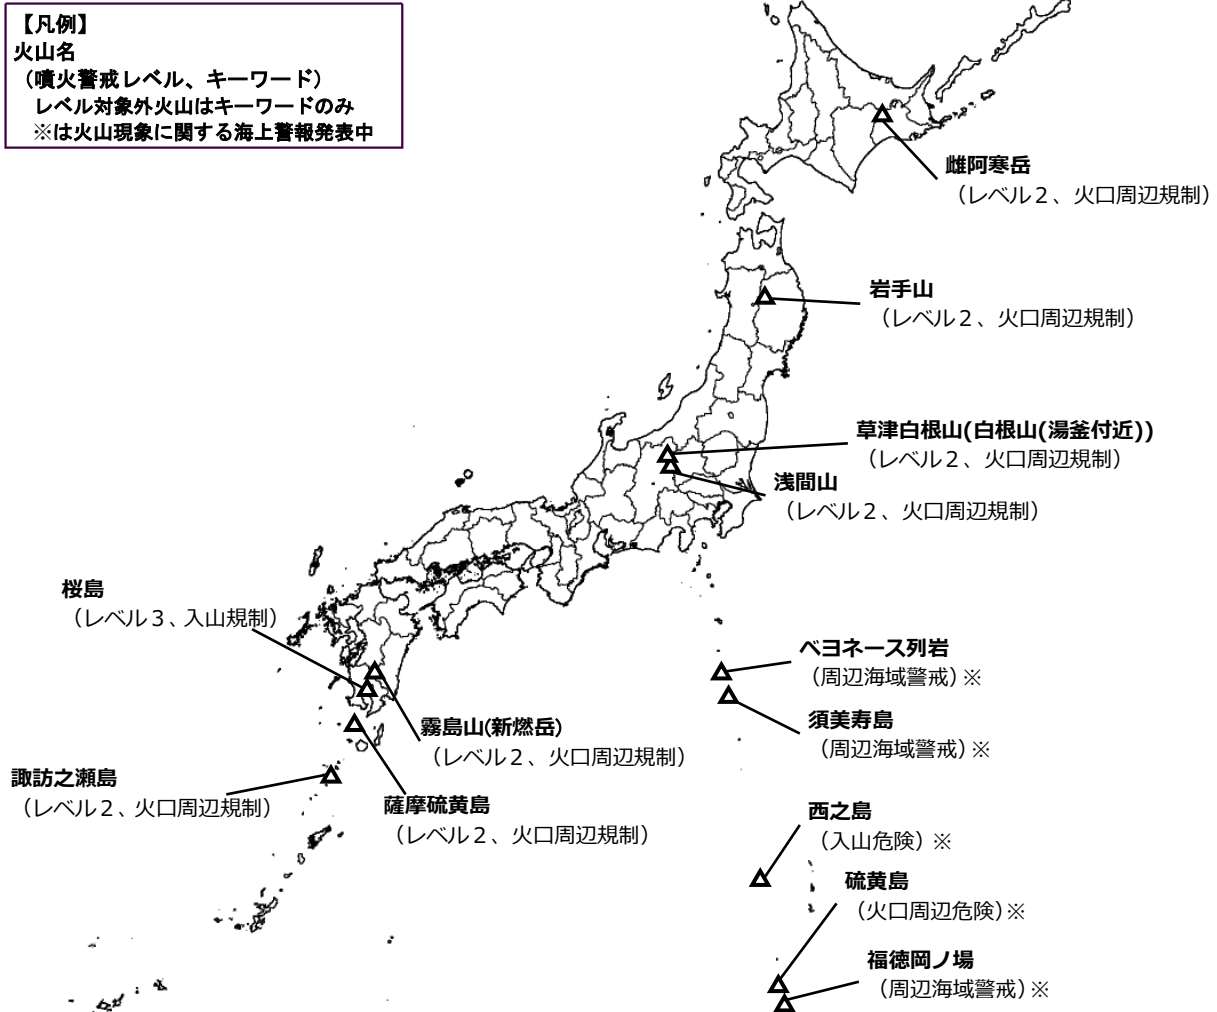 【凡例】
火山名
（噴火警戒レベル、キーワード）
レベル対象外火山はキーワードのみ
※は火山現象に関する海上警報発表中
雌阿寒岳
（レベル２、火口周辺規制）
岩手山
（レベル２、火口周辺規制）
草津白根山(白根山(湯釜付近))
（レベル２、火口周辺規制）
浅間山
（レベル２、火口周辺規制）
桜島
（レベル３、入山規制）
ベヨネース列岩
（周辺海域警戒）※
須美寿島
（周辺海域警戒）※
霧島山(新燃岳)
（レベル２、火口周辺規制）
諏訪之瀬島
（レベル２、火口周辺規制）
薩摩硫黄島
（レベル２、火口周辺規制）
西之島
（入山危険）※
硫黄島
（火口周辺危険）※
福徳岡ノ場
（周辺海域警戒）※